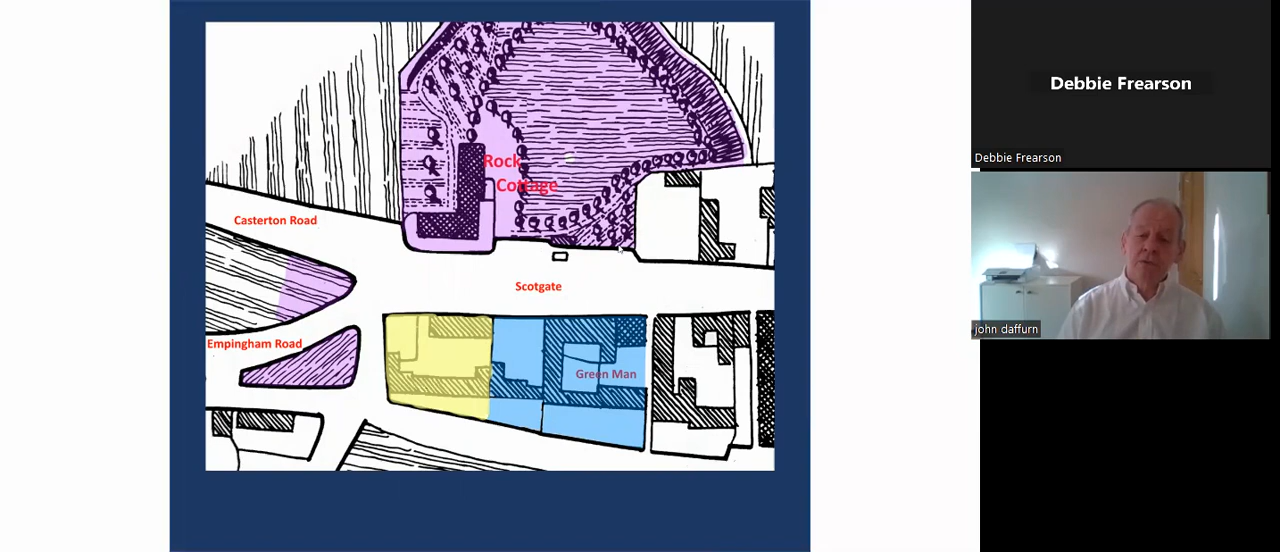 Rock
Cottage
Casterton Road
Scotgate
Empingham Road
Green Man
Debbie Frearson
Debbie Frearson
john daffurn